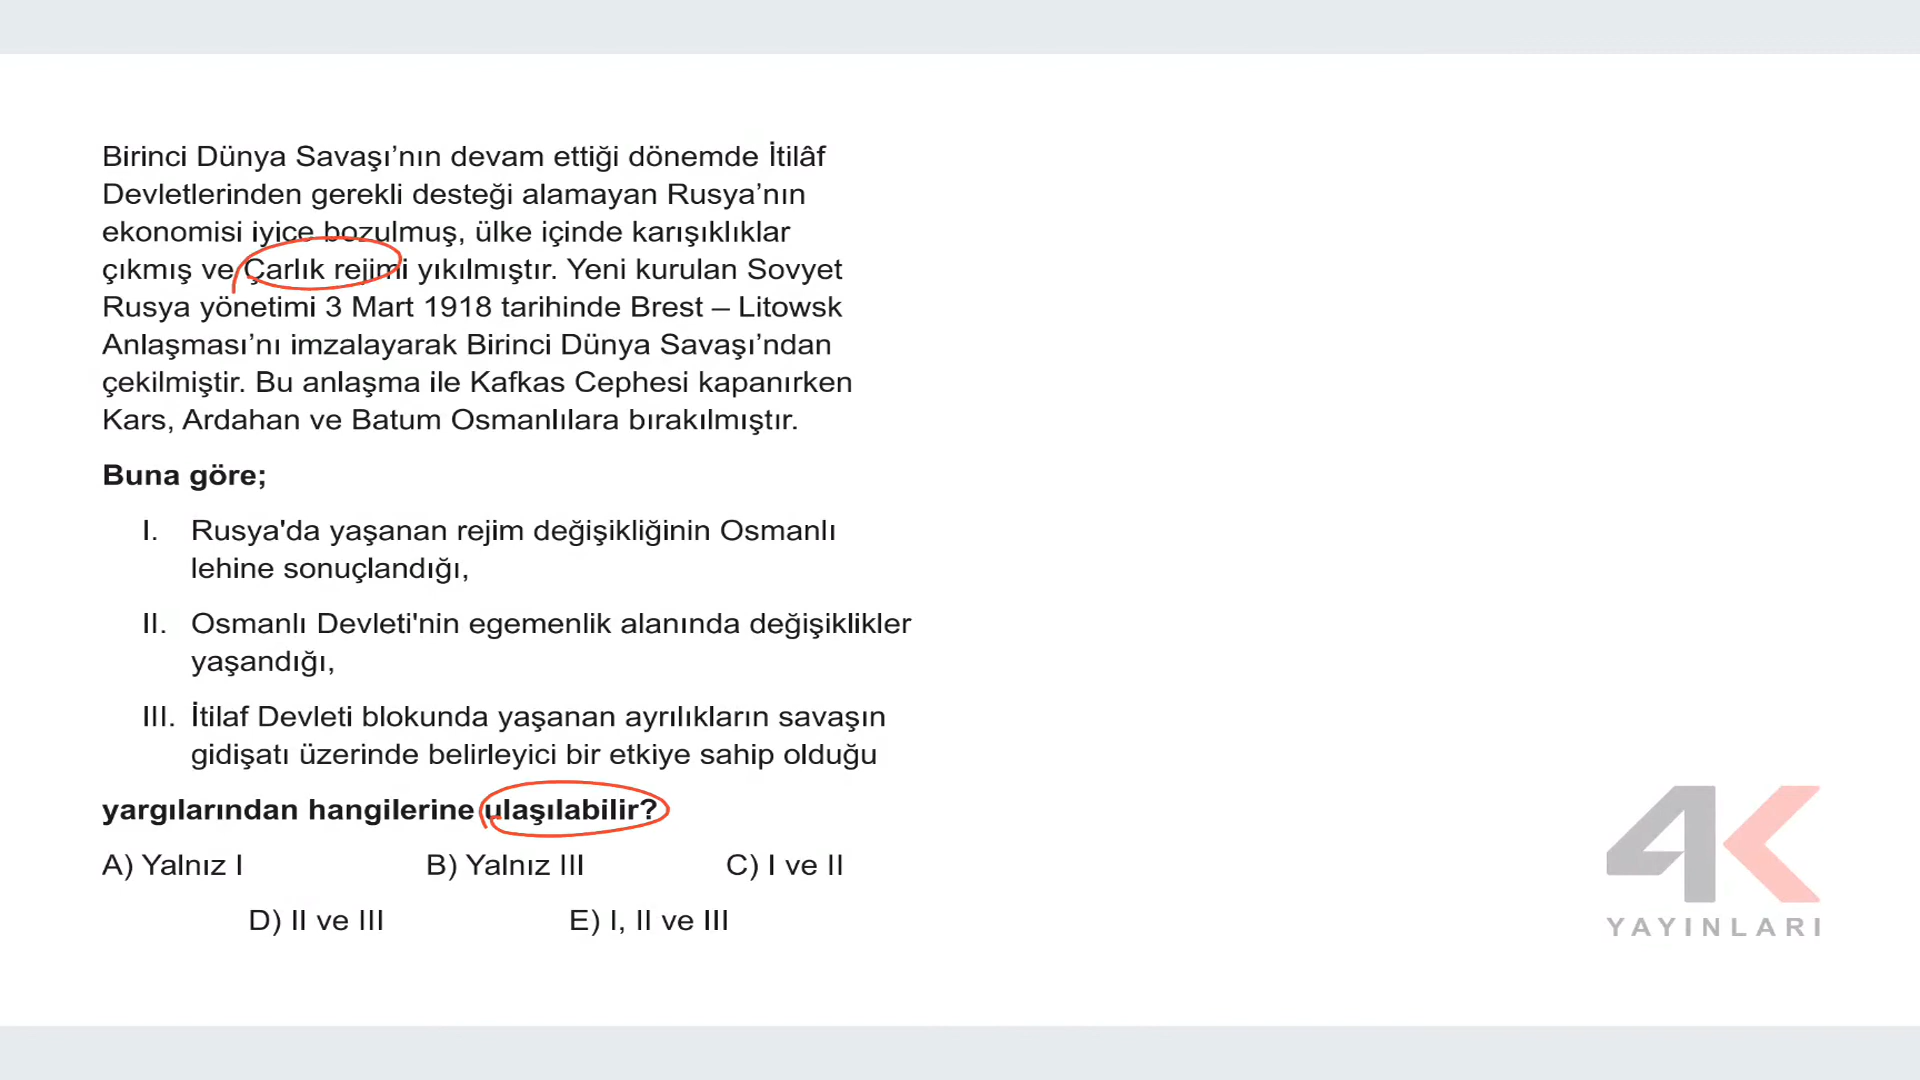 Birinci Dünya Savaşı’nın devam ettiği dönemde İtilâf
Devletlerinden gerekli desteği alamayan Rusya’nın
ekonomisi iyice bozulmuş, ülke içinde karışıklıklar
çıkmış ve Çarlık rejimi yıkılmıştır. Yeni kurulan Sovyet
Rusya yönetimi 3 Mart 1918 tarihinde Brest – Litowsk
Anlaşması’nı imzalayarak Birinci Dünya Savaşı’ndan
çekilmiştir. Bu anlaşma ile Kafkas Cephesi kapanırken
Kars, Ardahan ve Batum Osmanlılara bırakılmıştır.
Buna göre;
I. Rusya'da yaşanan rejim değişikliğinin Osmanlı
lehine sonuçlandığı,
II. Osmanlı Devleti'nin egemenlik alanında değişiklikler
yaşandığı,
III. İtilaf Devleti blokunda yaşanan ayrılıkların savaşın
gidişatı üzerinde belirleyici bir etkiye sahip olduğu
yargılarından hangilerine ulaşılabilir?
A) Yalnız I B) Yalnız III C) I ve II
D) II ve III E) I, II ve III
4K
YAYINLARI